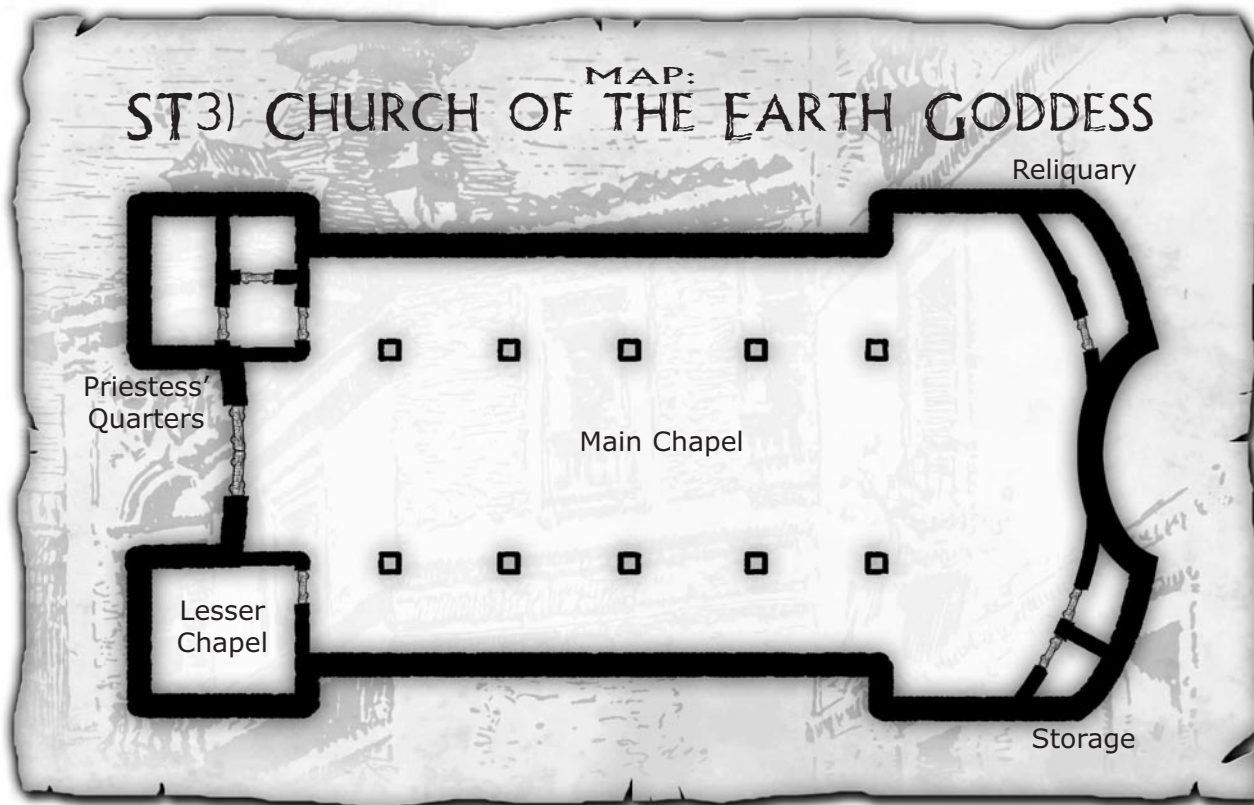 MAP:
ST3) CHURCH OF THE EARTH GODDESS
Reliquary
Priestess'
Quarters
Main Chapel
Lesser
Chapel
Storage